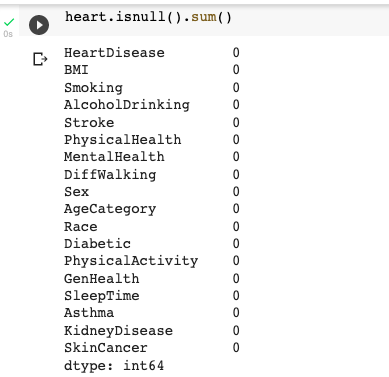 heart.isnull().sum()
0s
HeartDisease 0
BMI 0
Smoking 0
AlcoholDrinking 0
Stroke 0
PhysicalHealth 0
MentalHealth 0
DiffWalking 0
Sex 0
AgeCategory 0
Race 0
Diabetic 0
PhysicalActivity 0
GenHealth 0
SleepTime 0
Asthma 0
KidneyDisease 0
SkinCancer 0
dtype: int64